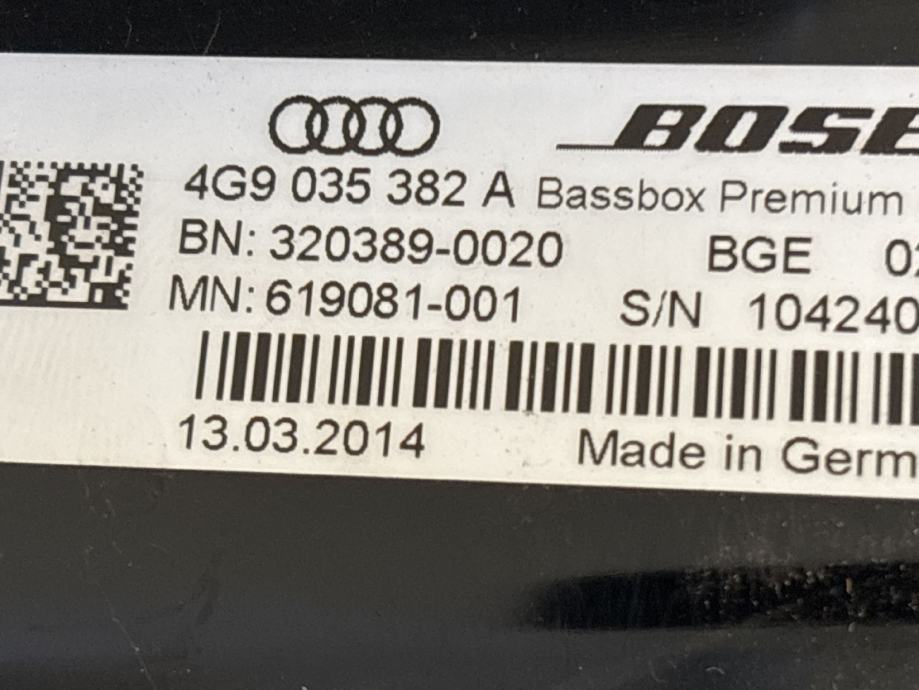 BOSE
4G9 035 382 A Bassbox Premium
BN: 320389-0020 BGE
MN: 619081-001 S/N 104240
13.03.2014 Made in Germ